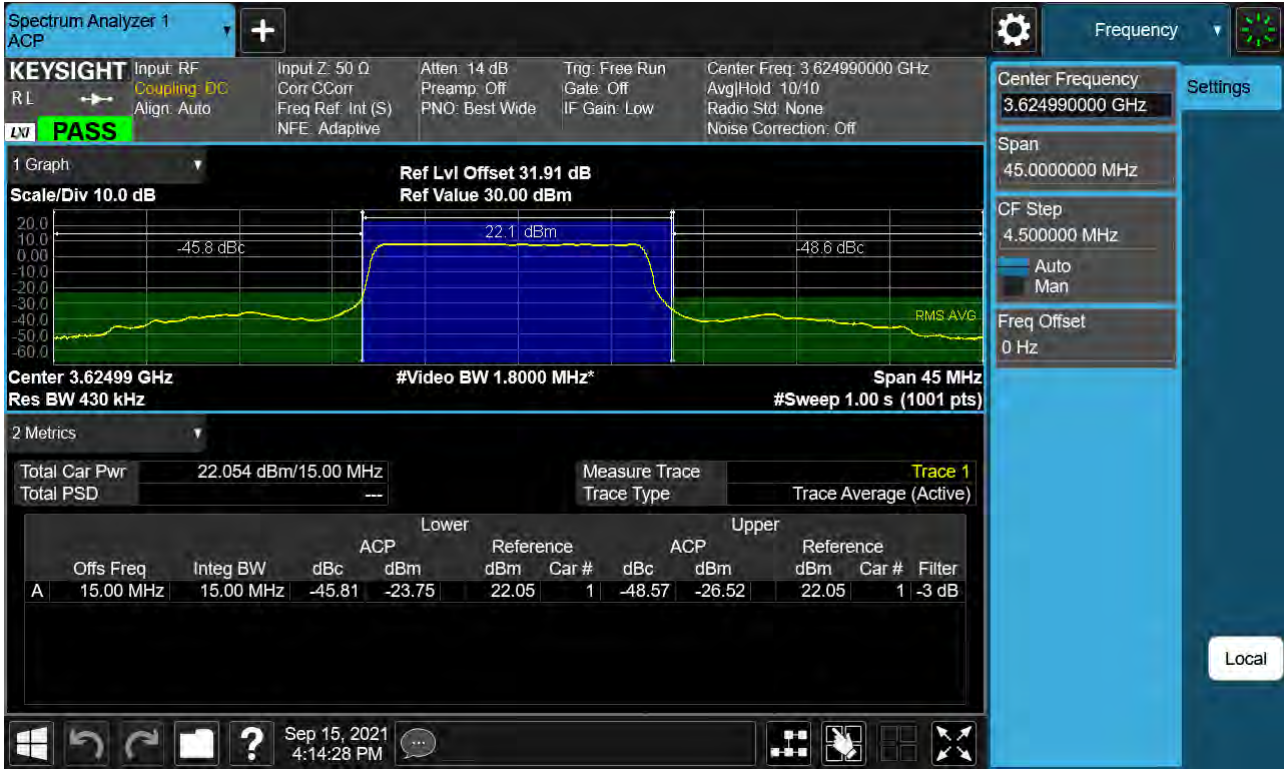 Spectrum Analyzer 1
ACP
Frequency
KEYSIGHT
R L
LXI PASS
Input: RF
Coupling: DC
Align: Auto
Input Z: 50 Ω
Corr CCorr
Freq Ref: Int (S)
NFE: Adaptive
Atten: 14 dB
Preamp: Off
PNO: Best Wide
Trig: Free Run
Gate: Off
IF Gain: Low
Center Freq: 3.624990000 GHz
Avg|Hold: 10/10
Radio Std: None
Noise Correction: Off
Center Frequency
3.624990000 GHz
Settings
Span
45.0000000 MHz
CF Step
4.500000 MHz
Auto
Man
Freq Offset
0 Hz
Local
1 Graph
Scale/Div 10.0 dB
Ref Lvl Offset 31.91 dB
Ref Value 30.00 dBm
20.0
10.0
0.00
-10.0
-20.0
-30.0
-40.0
-50.0
-60.0
-45.8 dBc
22.1 dBm
-48.6 dBc
RMS AVG
Center 3.62499 GHz
#Video BW 1.8000 MHz*
Span 45 MHz
Res BW 430 kHz
#Sweep 1.00 s (1001 pts)
2 Metrics
Total Car Pwr 22.054 dBm/15.00 MHz
Total PSD ---
Measure Trace Trace 1
Trace Type Trace Average (Active)
Lower Upper
ACP Reference ACP Reference
Offs Freq Integ BW dBc dBm dBm Car # dBc dBm dBm Car # Filter
A 15.00 MHz 15.00 MHz -45.81 -23.75 22.05 1 -48.57 -26.52 22.05 1 -3 dB
Sep 15, 2021
4:14:28 PM